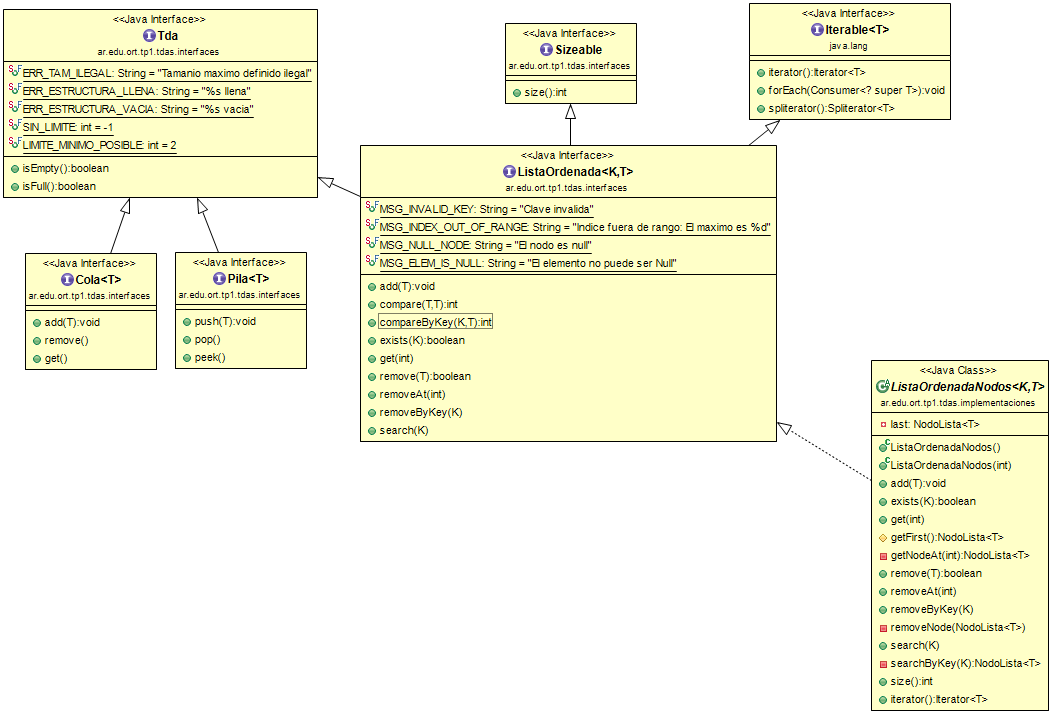 <<Java Interface>>
Tda
ar.edu.ort.tp1.tdas.interfaces
ERR_TAM_ILEGAL: String = "Tamanio maximo definido ilegal"
ERR_ESTRUCTURA_LLENA: String = "%s llena"
ERR_ESTRUCTURA_VACIA: String = "%s vacia"
SIN_LIMITE: int = -1
LIMITE_MINIMO_POSIBLE: int = 2
isEmpty():boolean
isFull():boolean
<<Java Interface>>
Sizeable
ar.edu.ort.tp1.tdas.interfaces
size():int
<<Java Interface>>
Iterable<T>
java.lang
iterator():Iterator<T>
forEach(Consumer<? super T>):void
spliterator():Spliterator<T>
<<Java Interface>>
ListaOrdenada<K,T>
ar.edu.ort.tp1.tdas.interfaces
MSG_INVALID_KEY: String = "Clave invalida"
MSG_INDEX_OUT_OF_RANGE: String = "Indice fuera de rango: El maximo es %d"
MSG_NULL_NODE: String = "El nodo es null"
MSG_ELEM_IS_NULL: String = "El elemento no puede ser Null"
add(T):void
compare(T,T):int
compareByKey(K,T):int
exists(K):boolean
get(int)
remove(T):boolean
removeAt(int)
removeByKey(K)
search(K)
<<Java Interface>>
Cola<T>
ar.edu.ort.tp1.tdas.interfaces
add(T):void
remove()
get()
<<Java Interface>>
Pila<T>
ar.edu.ort.tp1.tdas.interfaces
push(T):void
pop()
peek()
<<Java Class>>
ListaOrdenadaNodos<K,T>
ar.edu.ort.tp1.tdas.implementaciones
last: NodoLista<T>
ListaOrdenadaNodos()
ListaOrdenadaNodos(int)
add(T):void
exists(K):boolean
get(int)
getFirst():NodoLista<T>
getNodeAt(int):NodoLista<T>
remove(T):boolean
removeAt(int)
removeByKey(K)
removeNode(NodoLista<T>)
search(K)
searchByKey(K):NodoLista<T>
size():int
iterator():Iterator<T>